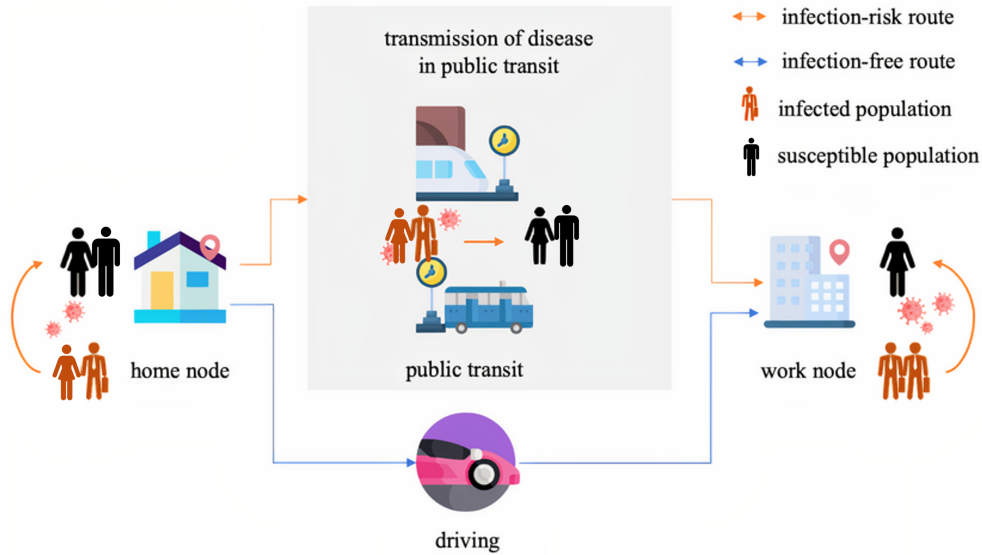 transmission of disease
in public transit
infection-risk route
infection-free route
infected population
susceptible population
home node
public transit
work node
driving